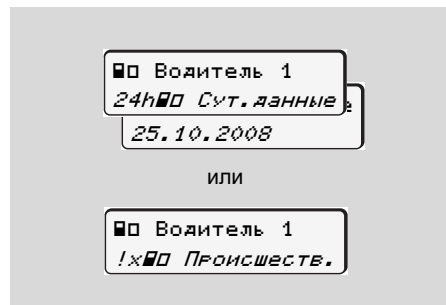 Водитель 1
24h Сут.данные
25.10.2008
или
Водитель 1
!x Происшеств.